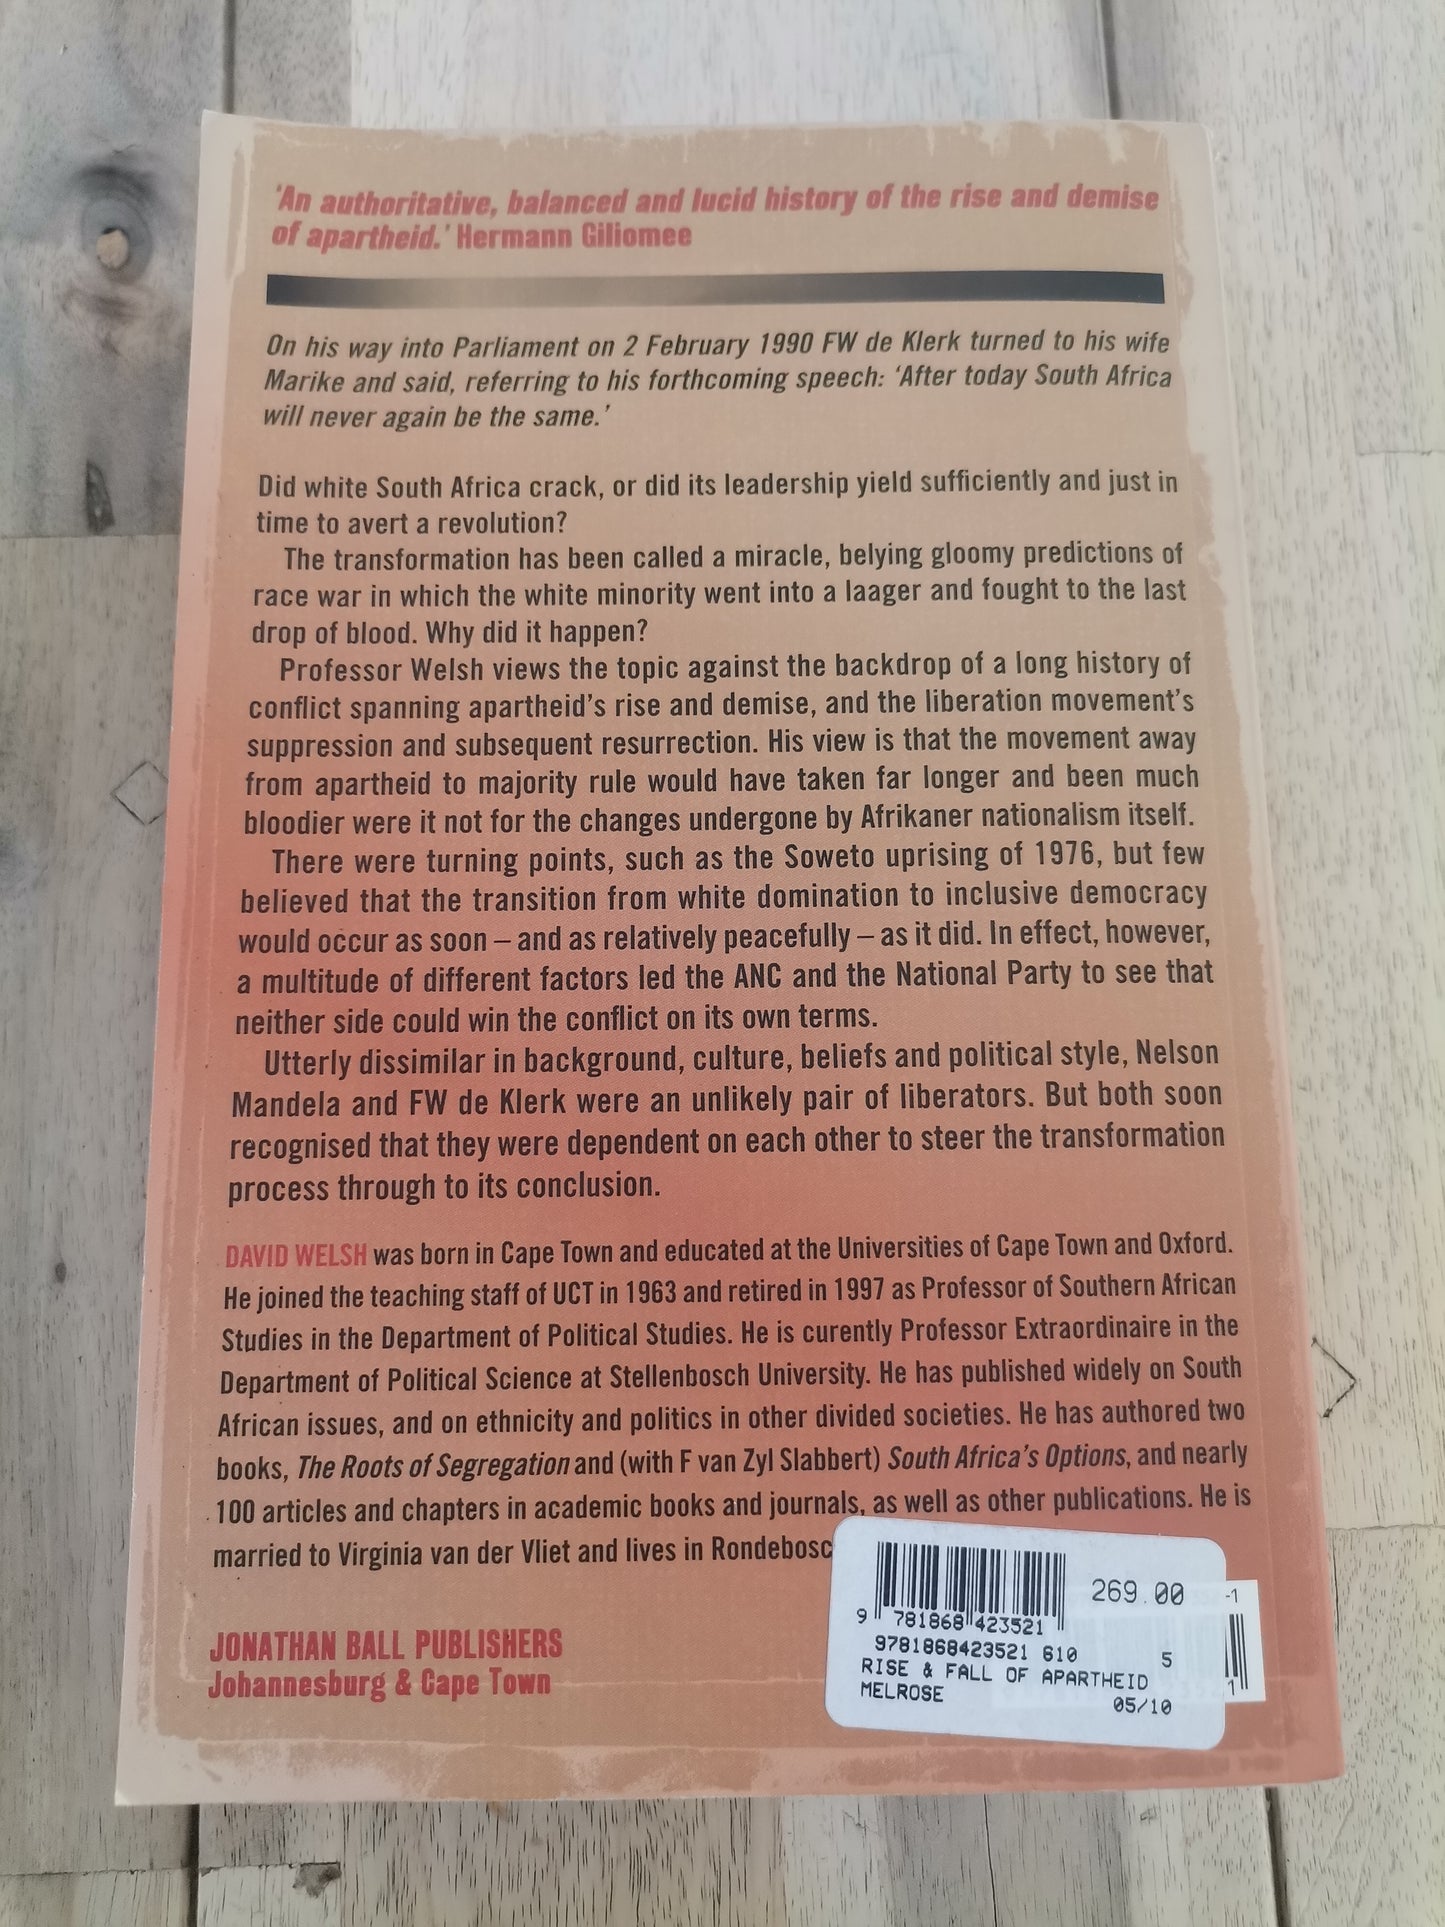 ‘An authoritative, balanced and lucid history of the rise and demise
of apartheid.’ Hermann Giliomee
On his way into Parliament on 2 February 1990 FW de Klerk turned to his wife
Marike and said, referring to his forthcoming speech: ‘After today South Africa
will never again be the same.’
Did white South Africa crack, or did its leadership yield sufficiently and just in
time to avert a revolution?
The transformation has been called a miracle, belying gloomy predictions of
race war in which the white minority went into a laager and fought to the last
drop of blood. Why did it happen?
Professor Welsh views the topic against the backdrop of a long history of
conflict spanning apartheid’s rise and demise, and the liberation movement’s
suppression and subsequent resurrection. His view is that the movement away
from apartheid to majority rule would have taken far longer and been much
bloodier were it not for the changes undergone by Afrikaner nationalism itself.
There were turning points, such as the Soweto uprising of 1976, but few
believed that the transition from white domination to inclusive democracy
would occur as soon – and as relatively peacefully – as it did. In effect, however,
a multitude of different factors led the ANC and the National Party to see that
neither side could win the conflict on its own terms.
Utterly dissimilar in background, culture, beliefs and political style, Nelson
Mandela and FW de Klerk were an unlikely pair of liberators. But both soon
recognised that they were dependent on each other to steer the transformation
process through to its conclusion.
DAVID WELSH was born in Cape Town and educated at the Universities of Cape Town and Oxford.
He joined the teaching staff of UCT in 1963 and retired in 1997 as Professor of Southern African
Studies in the Department of Political Studies. He is curently Professor Extraordinaire in the
Department of Political Science at Stellenbosch University. He has published widely on South
African issues, and on ethnicity and politics in other divided societies. He has authored two
books, The Roots of Segregation and (with F van Zyl Slabbert) South Africa’s Options, and nearly
100 articles and chapters in academic books and journals, as well as other publications. He is
married to Virginia van der Vliet and lives in Rondebosc
JONATHAN BALL PUBLISHERS
Johannesburg & Cape Town
269.00
-1
9 781868 423521
9781868423521 610 5
RISE & FALL OF APARTHEID
MELROSE 05/10
1